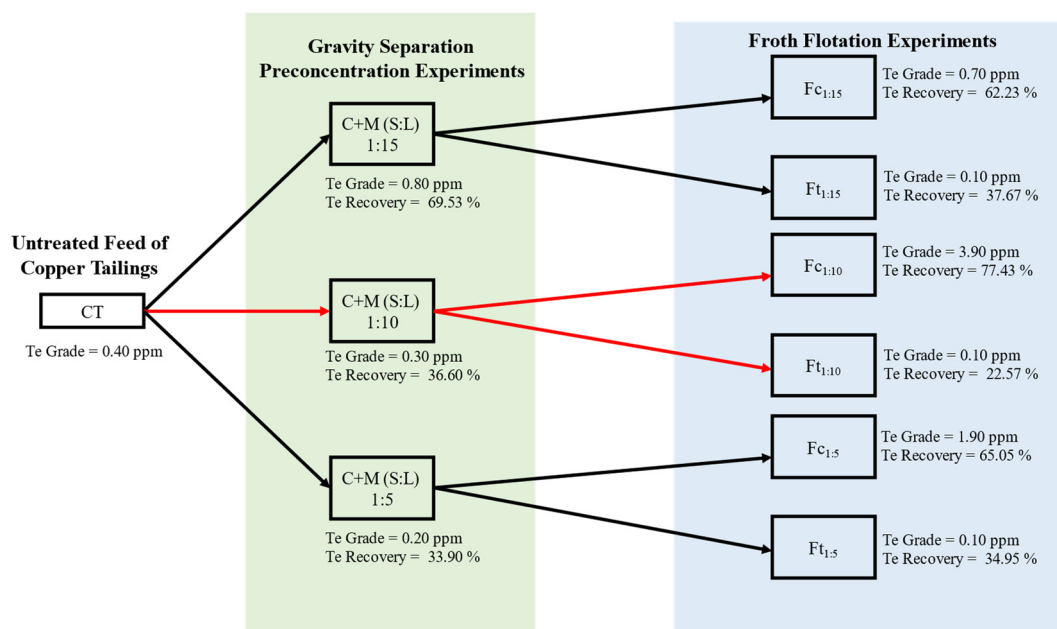 Gravity Separation
Preconcentration Experiments
Froth Flotation Experiments
Untreated Feed of
Copper Tailings
CT
Te Grade = 0.40 ppm
C+M (S:L)
1:15
Te Grade = 0.80 ppm
Te Recovery = 69.53 %
C+M (S:L)
1:10
Te Grade = 0.30 ppm
Te Recovery = 36.60 %
C+M (S:L)
1:5
Te Grade = 0.20 ppm
Te Recovery = 33.90 %
Fc1:15
Te Grade = 0.70 ppm
Te Recovery = 62.23 %
Ft1:15
Te Grade = 0.10 ppm
Te Recovery = 37.67 %
Fc1:10
Te Grade = 3.90 ppm
Te Recovery = 77.43 %
Ft1:10
Te Grade = 0.10 ppm
Te Recovery = 22.57 %
Fc1:5
Te Grade = 1.90 ppm
Te Recovery = 65.05 %
Ft1:5
Te Grade = 0.10 ppm
Te Recovery = 34.95 %